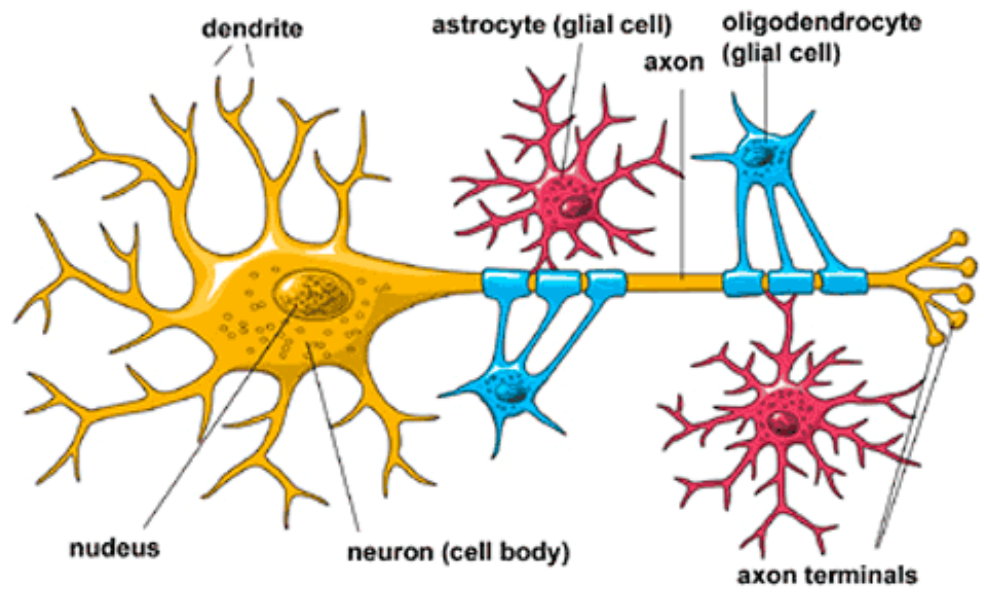 dendrite
astrocyte (glial cell)
axon
oligodendrocyte
(glial cell)
nudeus
neuron (cell body)
axon terminals